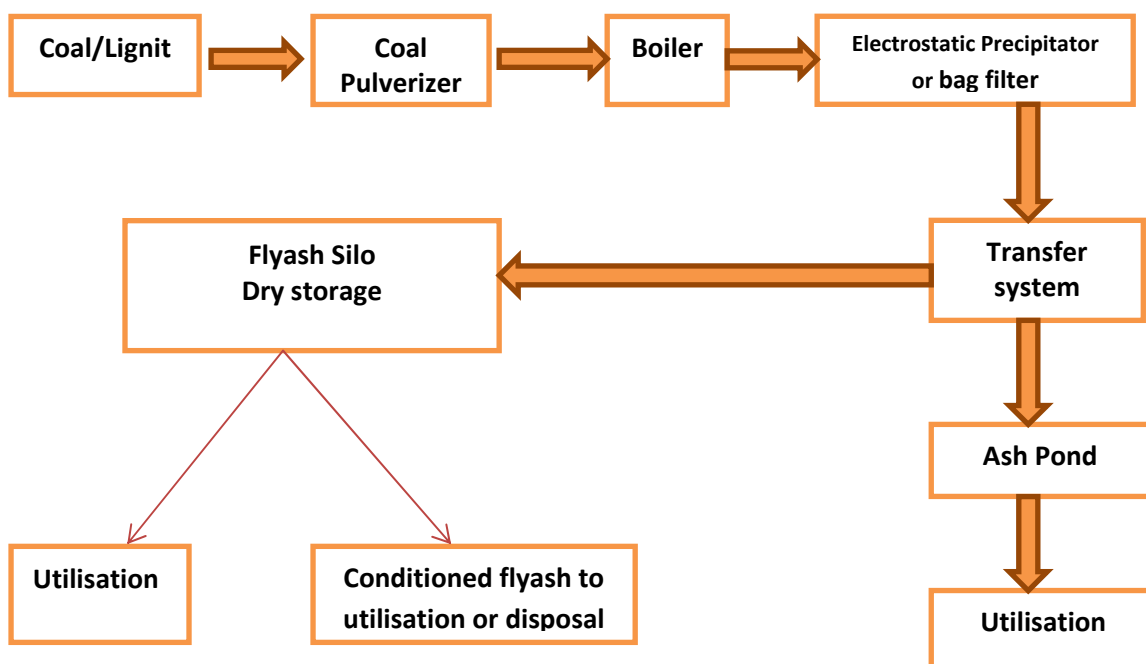 Coal/Lignit
Coal
Pulverizer
Boiler
Electrostatic Precipitator
or bag filter
Flyash Silo
Dry storage
Transfer
system
Ash Pond
Utilisation
Conditioned flyash to
utilisation or disposal
Utilisation